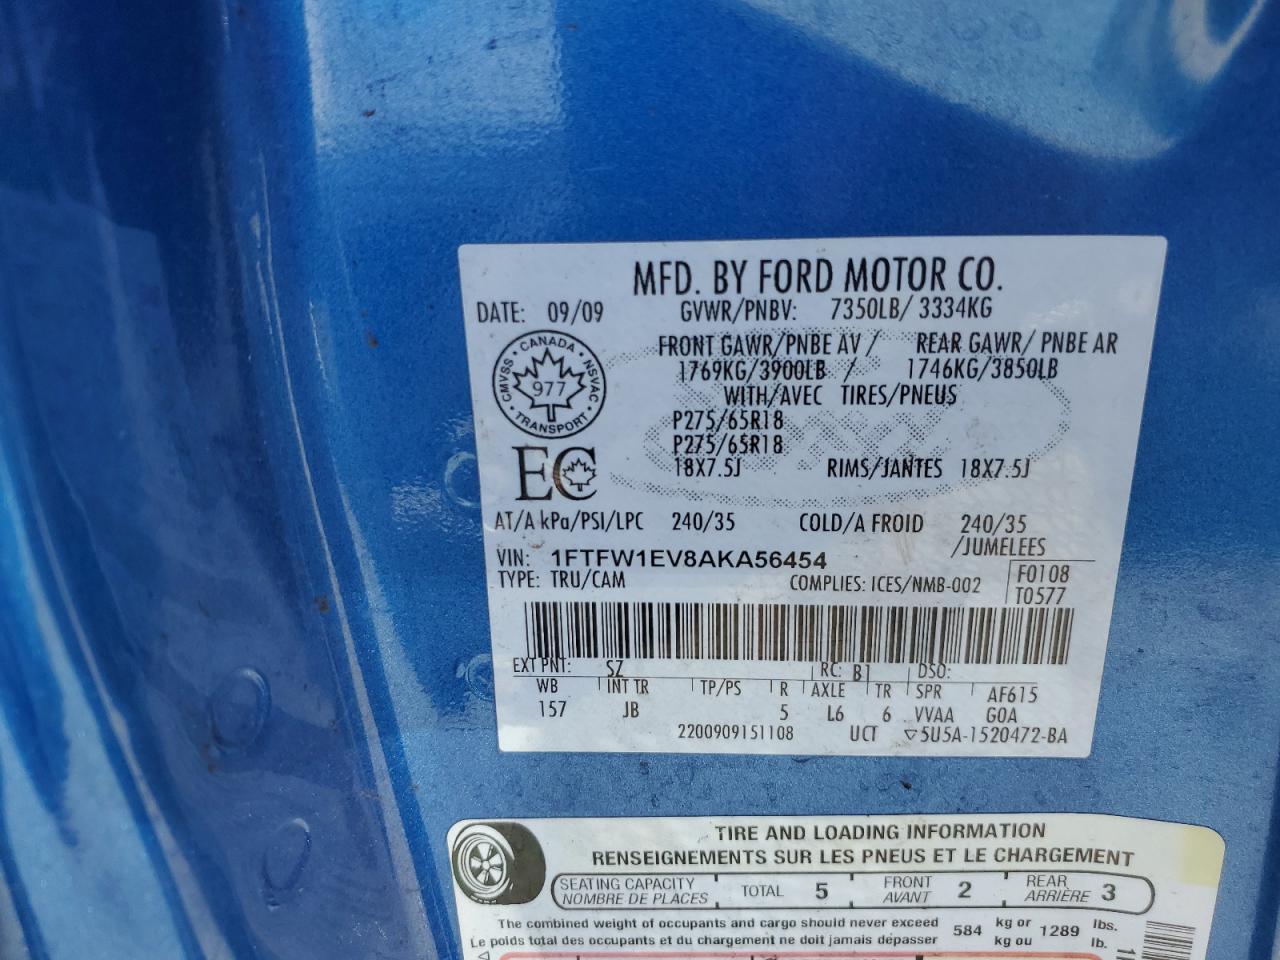 MFD. BY FORD MOTOR CO.
DATE: 09/09 GVWR/PNBV: 7350LB/ 3334KG
FRONT GAWR/PNBE AV / REAR GAWR/ PNBE AR
1769KG/3900LB / 1746KG/3850LB
WITH/AVEC TIRES/PNEUS
CMVSS • CANADA • NSVAC • TRANSPORT •
977
P275/65R18
P275/65R18
EC
18X7.5J RIMS/JANTES 18X7.5J
AT/A kPa/PSI/LPC 240/35 COLD/A FROID 240/35
/JUMELEES
VIN: 1FTFW1EV8AKA56454
TYPE: TRU/CAM COMPLIES: ICES/NMB-002
F0108
T0577
EXT PNT: SZ RC: B1 DSO:
WB INT TR TP/PS R AXLE TR SPR AF615
157 JB 5 L6 6 VVAA G0A
2200909151108 UCT ▽5U5A-1520472-BA
TIRE AND LOADING INFORMATION
RENSEIGNEMENTS SUR LES PNEUS ET LE CHARGEMENT
SEATING CAPACITY TOTAL 5 FRONT 2 REAR 3
NOMBRE DE PLACES AVANT ARRIÈRE
The combined weight of occupants and cargo should never exceed 584 kg or 1289 lbs.
Le poids total des occupants et du chargement ne doit jamais dépasser kg ou lb.